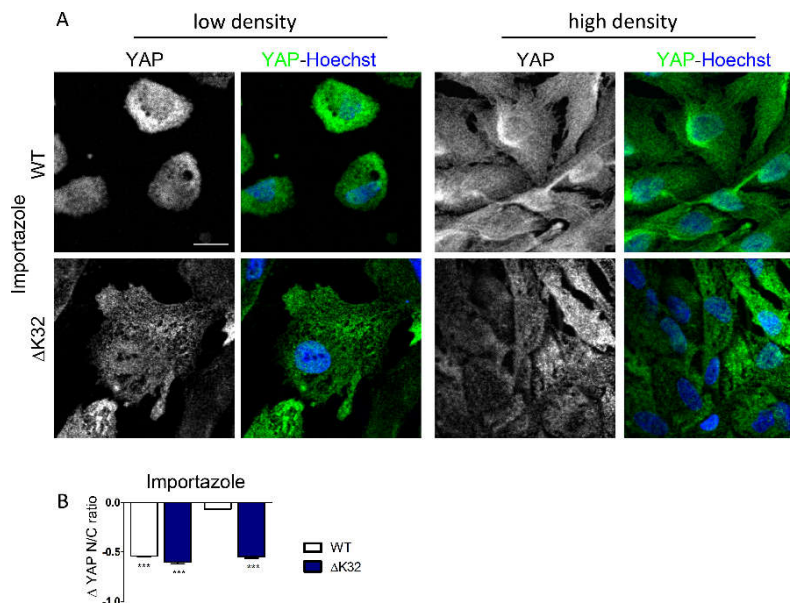 A
low density
high density
YAP
YAP-Hoechst
YAP
YAP-Hoechst
Importazole
WT
ΔK32
B
Importazole
Δ YAP N/C ratio
0.0
-0.5
-1.0
***
***
***
WT
ΔK32